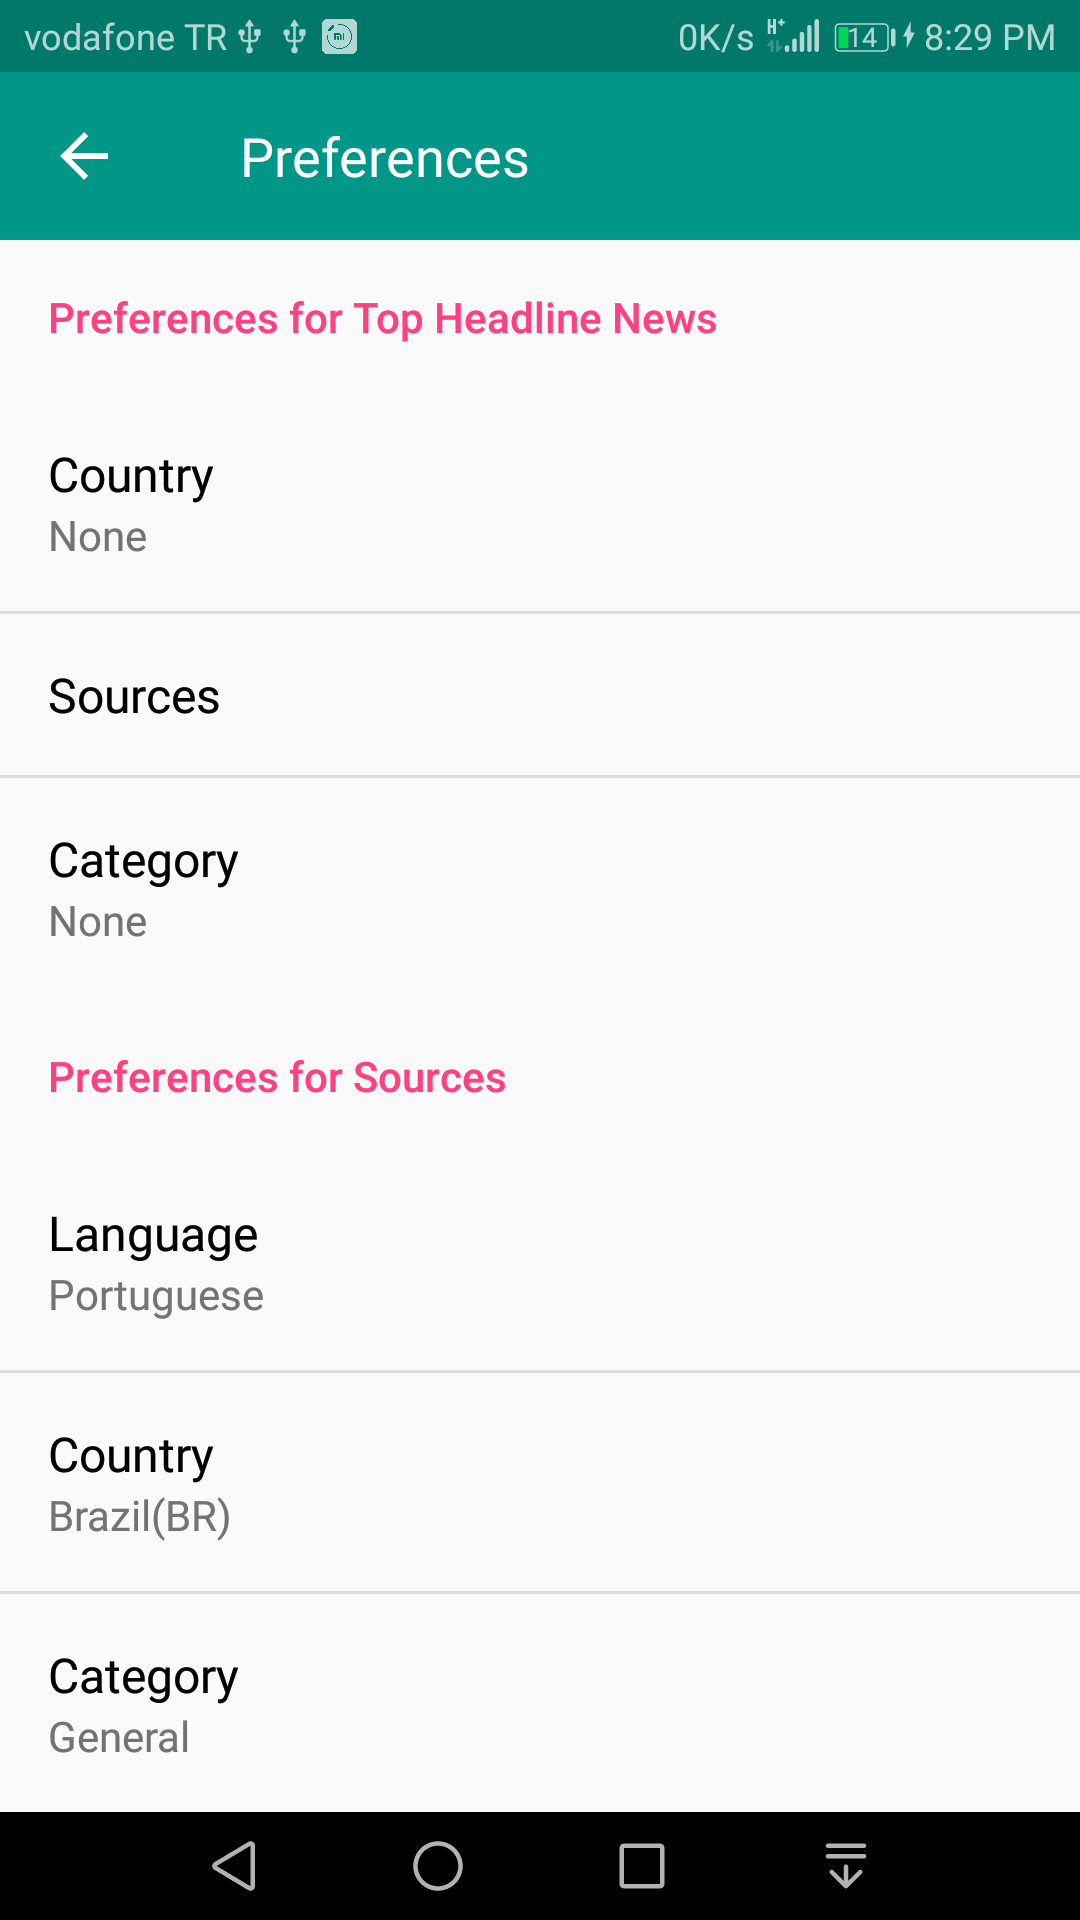 vodafone TR 0K/s H+ 14 8:29 PM
Preferences
Preferences for Top Headline News
Country
None
Sources
Category
None
Preferences for Sources
Language
Portuguese
Country
Brazil(BR)
Category
General